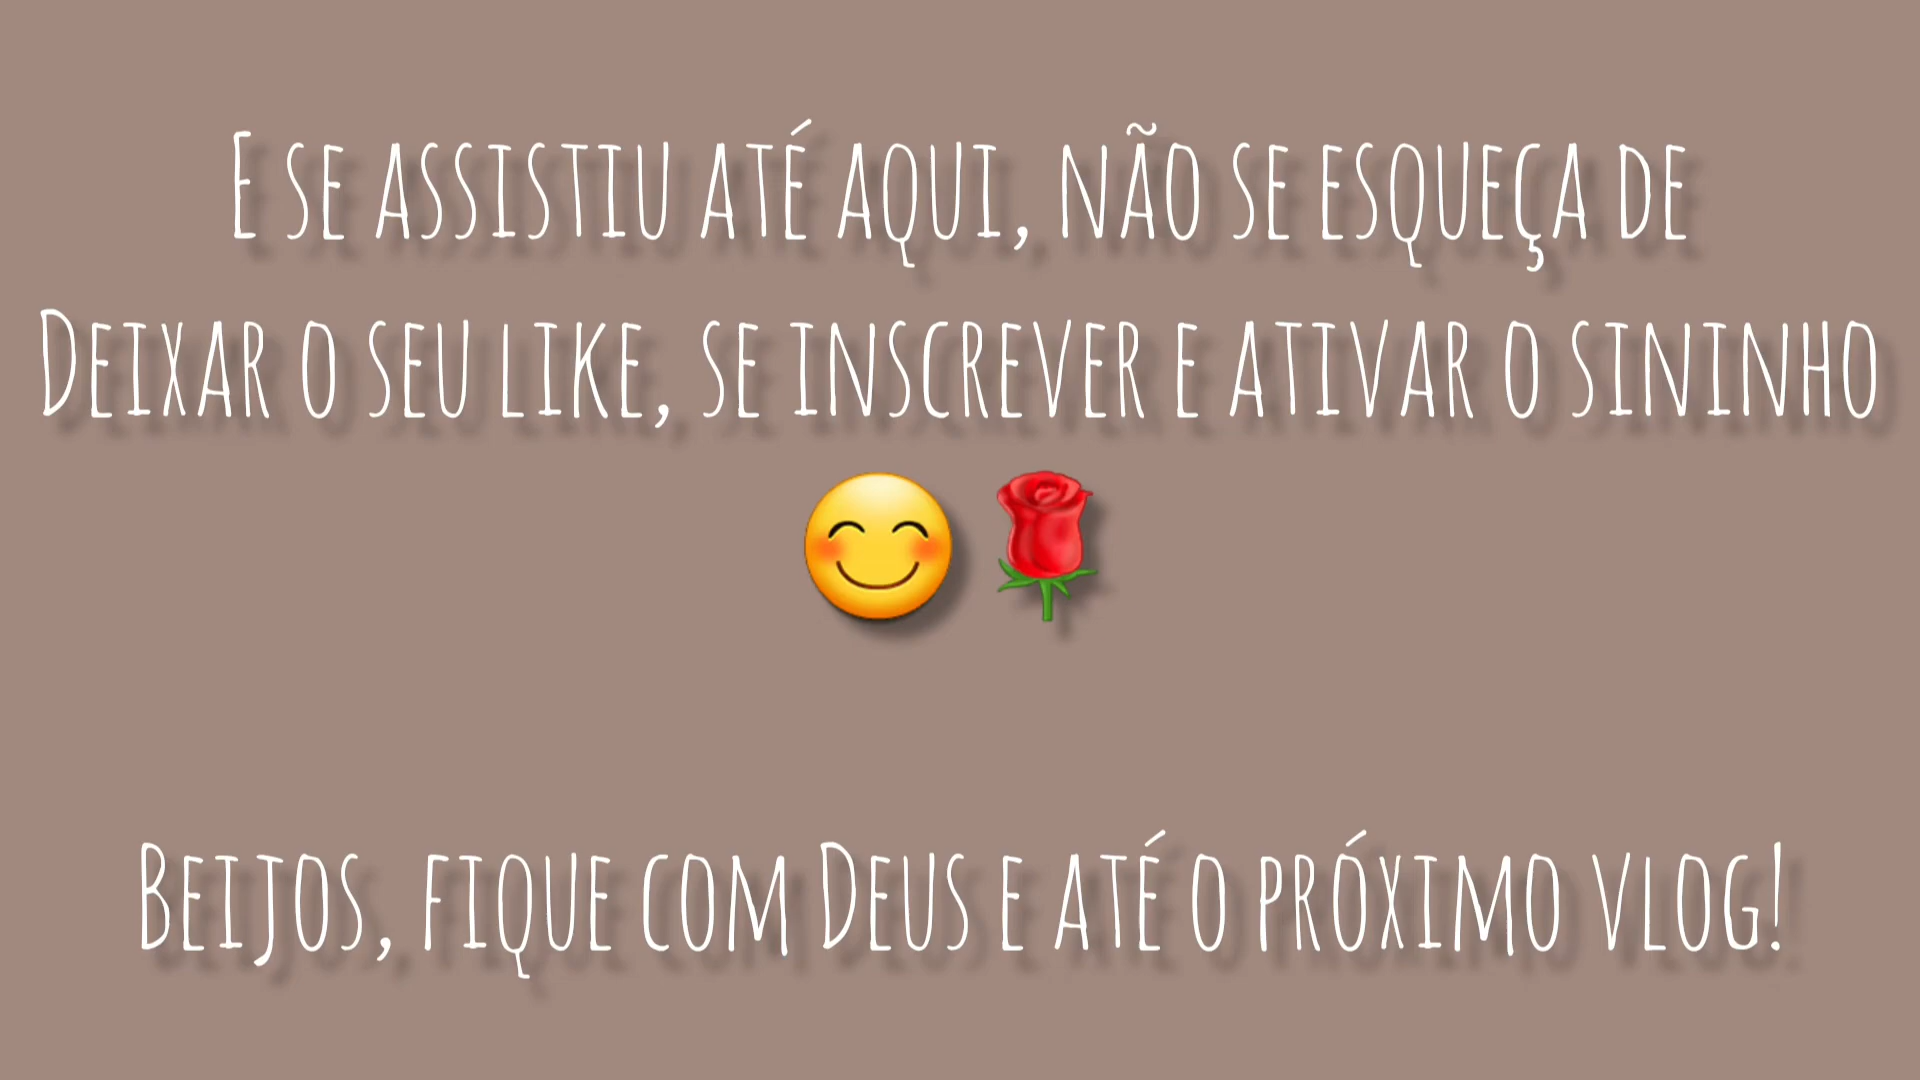 E se assistiu até aqui, não se esqueça de
Deixar o seu like, se inscrever e ativar o sininho
😊🌹
Beijos, fique com Deus e até o próximo vlog!